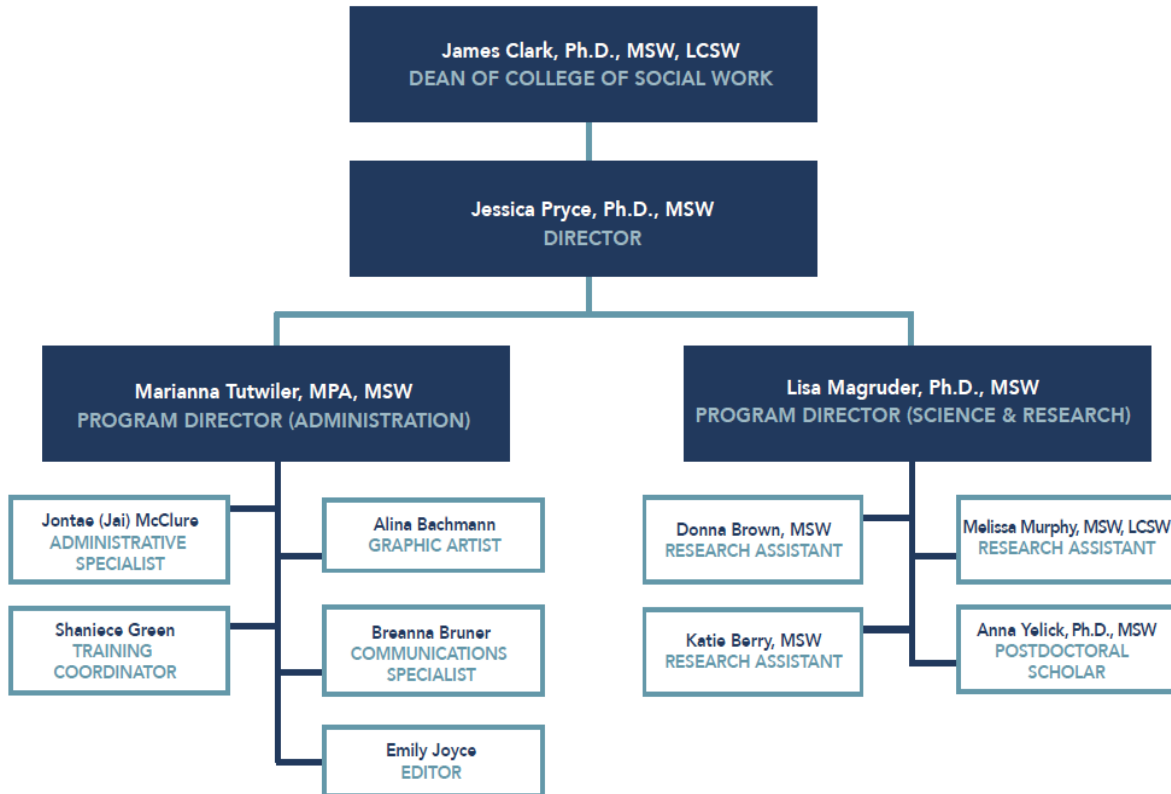 James Clark, Ph.D., MSW, LCSW
DEAN OF COLLEGE OF SOCIAL WORK
Jessica Pryce, Ph.D., MSW
DIRECTOR
Marianna Tutwiler, MPA, MSW
PROGRAM DIRECTOR (ADMINISTRATION)
Jontae (Jai) McClure
ADMINISTRATIVE
SPECIALIST
Alina Bachmann
GRAPHIC ARTIST
Shaniece Green
TRAINING
COORDINATOR
Breanna Bruner
COMMUNICATIONS
SPECIALIST
Emily Joyce
EDITOR
Lisa Magruder, Ph.D., MSW
PROGRAM DIRECTOR (SCIENCE & RESEARCH)
Donna Brown, MSW
RESEARCH ASSISTANT
Melissa Murphy, MSW, LCSW
RESEARCH ASSISTANT
Katie Berry, MSW
RESEARCH ASSISTANT
Anna Yelick, Ph.D., MSW
POSTDOCTORAL
SCHOLAR